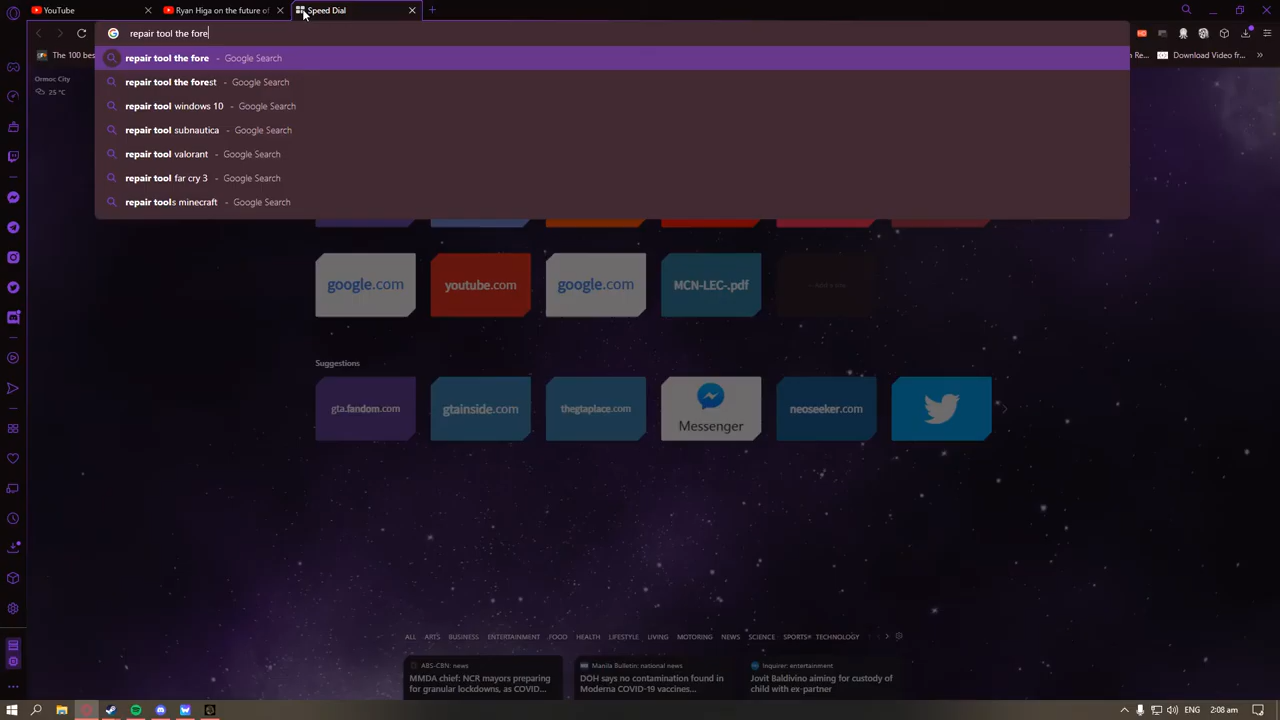 YouTube
Ryan Higa on the future of
Speed Dial
repair tool the fore
The 100 bes
Re...
Download Video fr...
repair tool the fore - Google Search
repair tool the forest - Google Search
repair tool windows 10 - Google Search
repair tool subnautica - Google Search
repair tool valorant - Google Search
repair tool far cry 3 - Google Search
repair tools minecraft - Google Search
Ormoc City
25 °C
google.com
youtube.com
google.com
MCN-LEC-.pdf
Add a site
Suggestions
gta.fandom.com
gtainside.com
thegtaplace.com
Messenger
neoseeker.com
ALL ARTS BUSINESS ENTERTAINMENT FOOD HEALTH LIFESTYLE LIVING MOTORING NEWS SCIENCE SPORTS TECHNOLOGY
ABS-CBN: news
MMDA chief: NCR mayors preparing
for granular lockdowns, as COVID...
Manila Bulletin: national news
DOH says no contamination found in
Moderna COVID-19 vaccines...
Inquirer: entertainment
Jovit Baldivino aiming for custody of
child with ex-partner
ENG
2:08 am